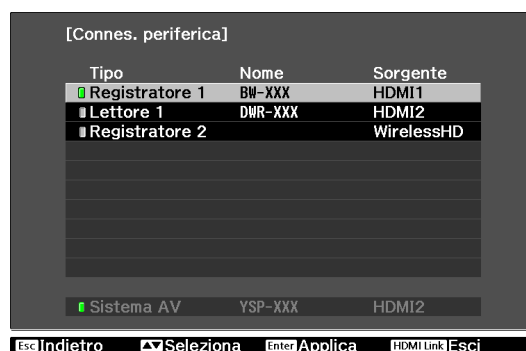 [Connes. periferica]
Tipo Nome Sorgente
Registratore 1 BW-XXX HDMI1
Lettore 1 DWR-XXX HDMI2
Registratore 2 WirelessHD
Sistema AV YSP-XXX HDMI2
Esc Indietro Seleziona Enter Applica HDMI Link Esci